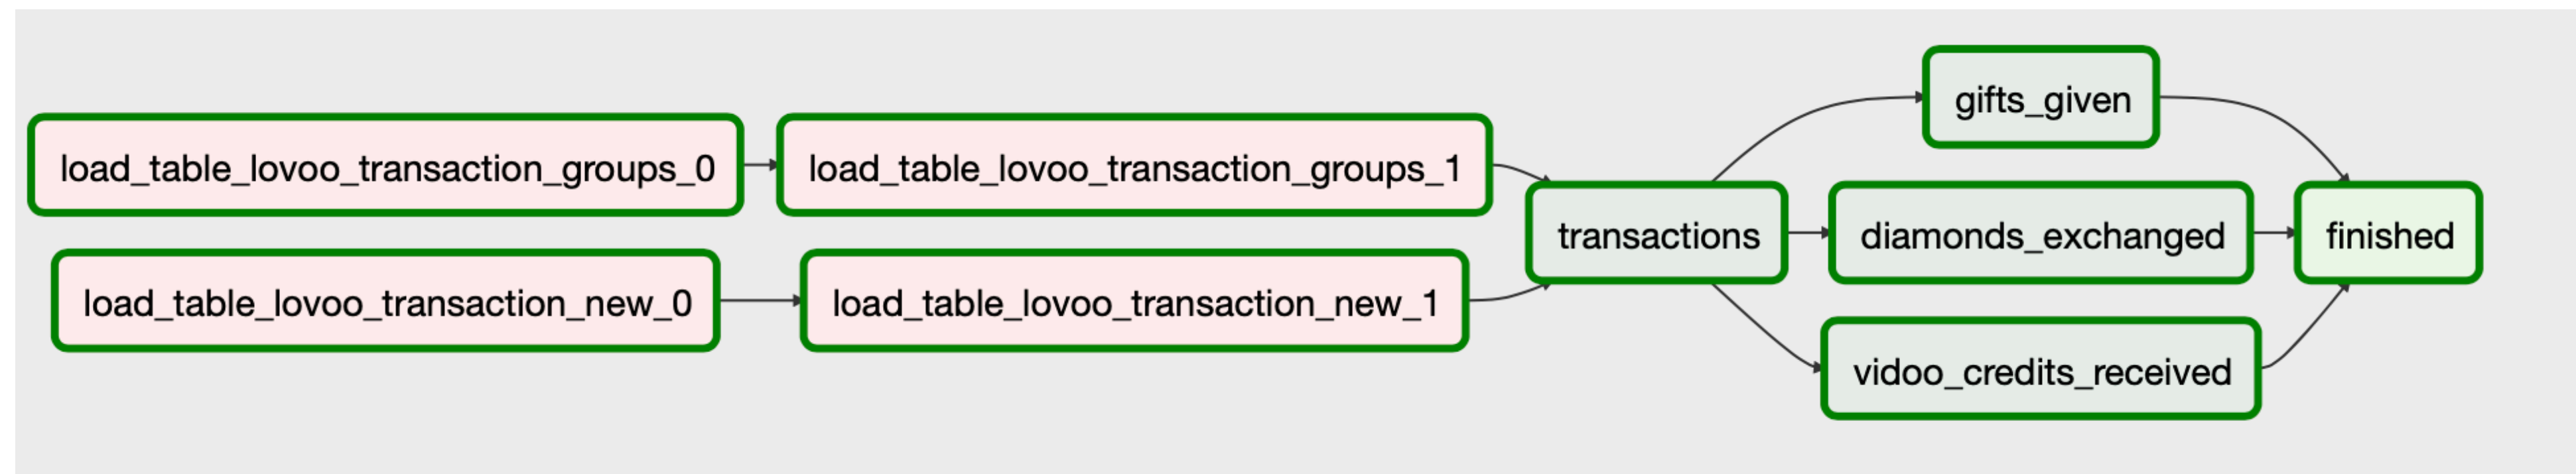 gifts_given
load_table_lovoo_transaction_groups_0
load_table_lovoo_transaction_groups_1
transactions
diamonds_exchanged
finished
load_table_lovoo_transaction_new_0
load_table_lovoo_transaction_new_1
vidoo_credits_received